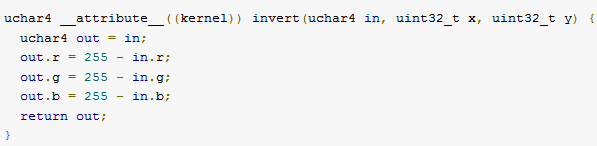 uchar4 __attribute__((kernel)) invert(uchar4 in, uint32_t x, uint32_t y) {
  uchar4 out = in;
  out.r = 255 - in.r;
  out.g = 255 - in.g;
  out.b = 255 - in.b;
  return out;
}